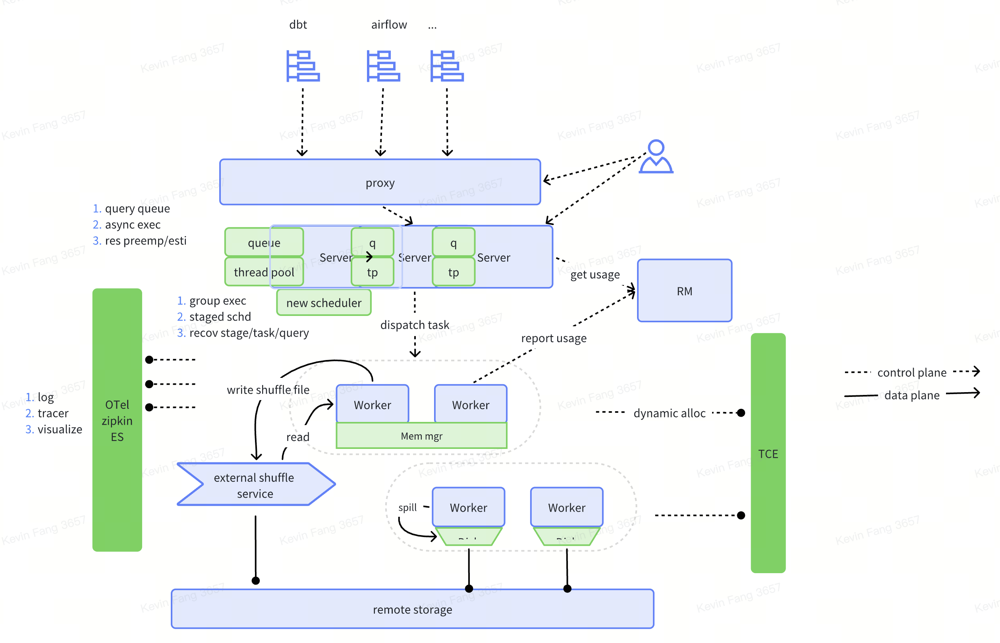 dbt
airflow
...
proxy
1. query queue
2. async exec
3. res preemp/esti
queue
thread pool
Server
q
tp
Server
q
tp
Server
get usage
RM
new scheduler
1. group exec
2. staged schd
3. recov stage/task/query
dispatch task
report usage
control plane
data plane
write shuffle file
Worker
Worker
Mem mgr
read
dynamic alloc
1. log
2. tracer
3. visualize
OTel
zipkin
ES
TCE
external shuffle
service
spill
Worker
Worker
remote storage
Kevin Fang 3657